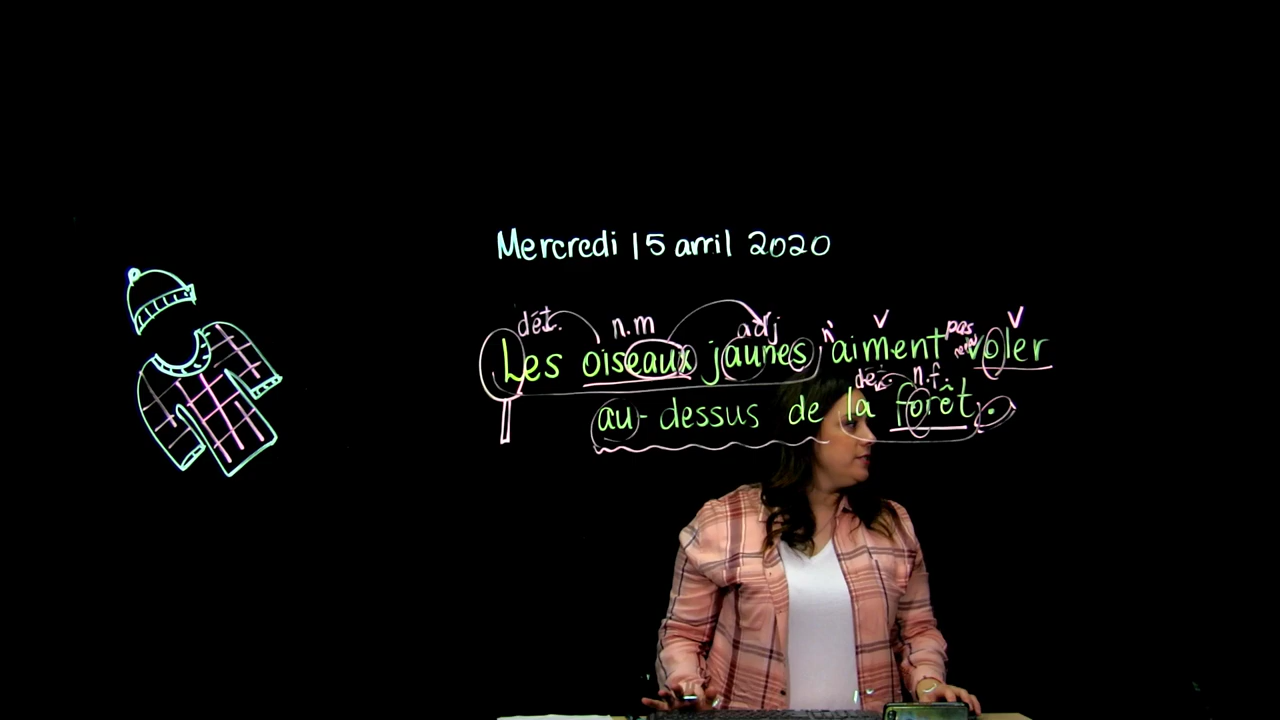 Mercredi 15 avril 2020
dét. n.m adj V pas V
Les oiseaux jaunes n'aiment voler
dét. n.f.
au-dessus de la forêt.